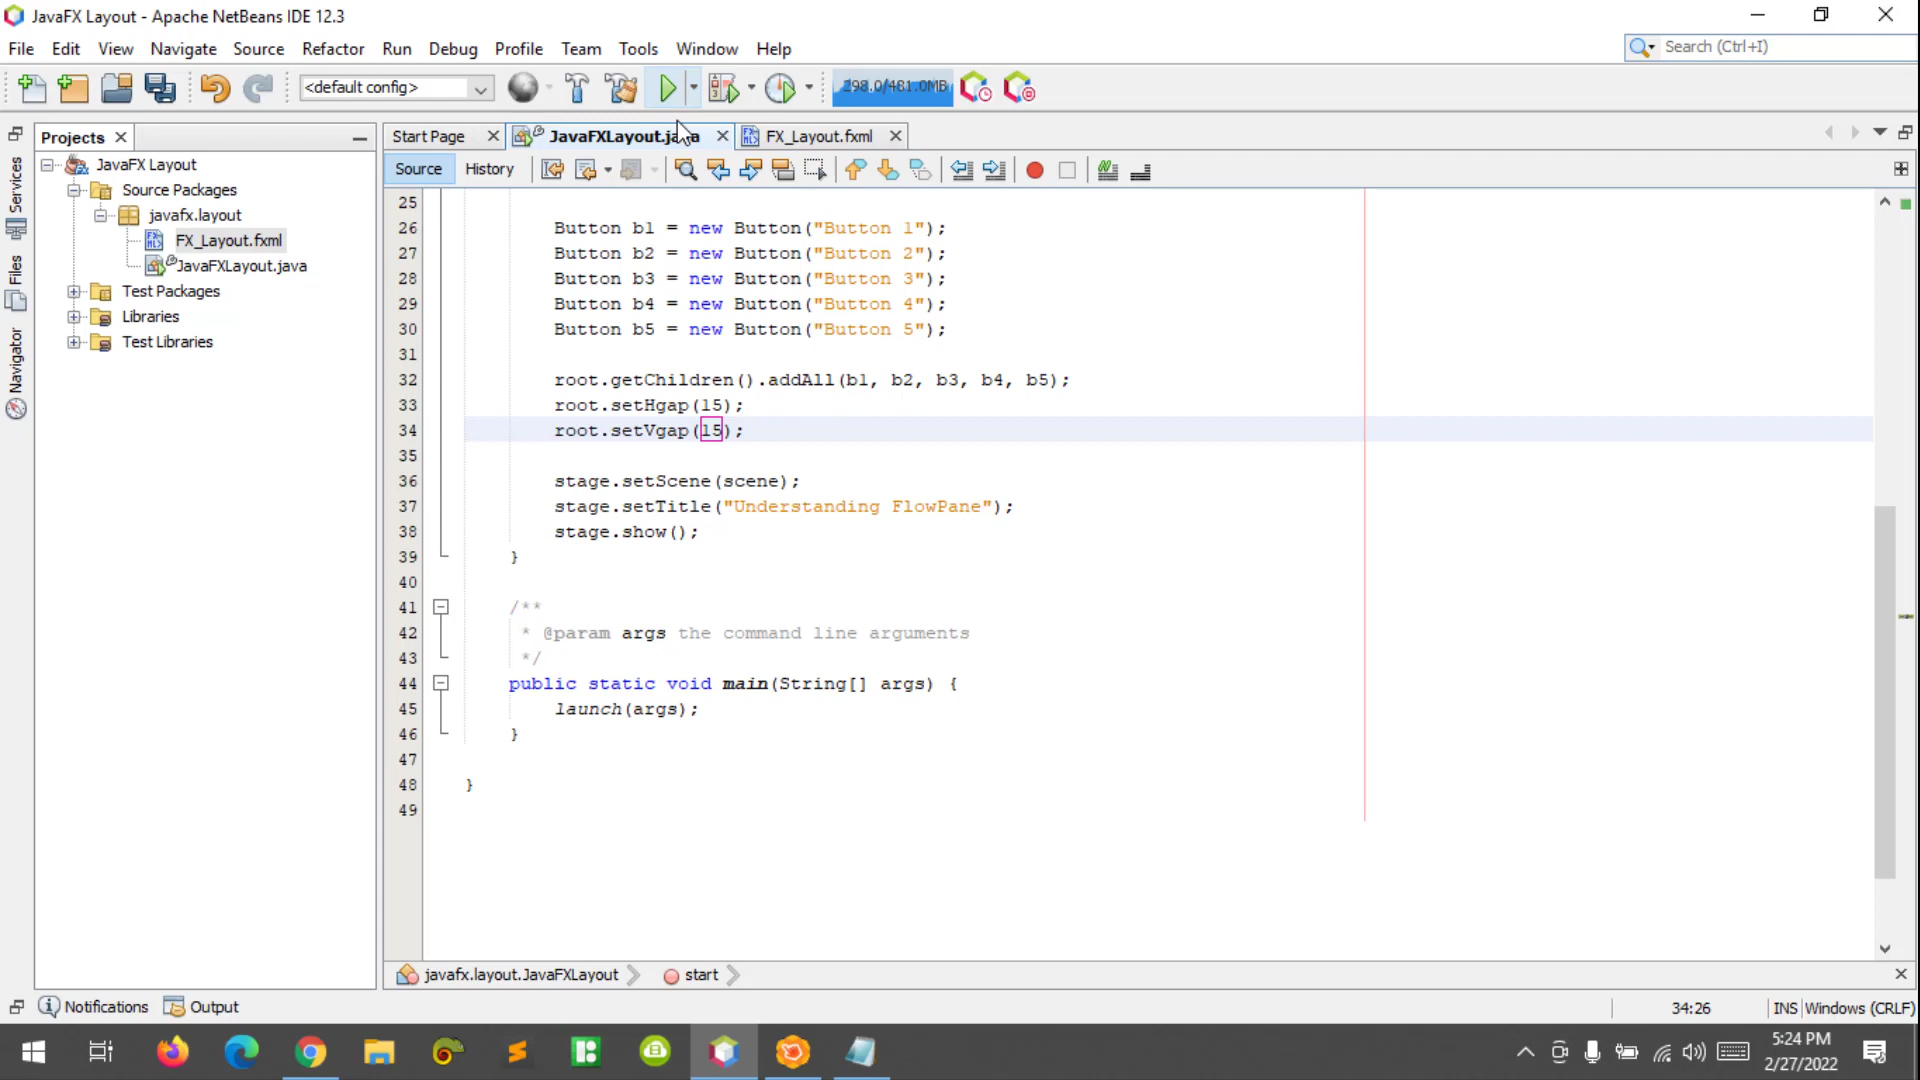 JavaFX Layout - Apache NetBeans IDE 12.3
File Edit View Navigate Source Refactor Run Debug Profile Team Tools Window Help
Search (Ctrl+I)
<default config>
298.0/481.0MB
Projects
Start Page JavaFXLayout.java FX_Layout.fxml
Source History
Services
Files
Navigator
JavaFX Layout
Source Packages
javafx.layout
FX_Layout.fxml
JavaFXLayout.java
Test Packages
Libraries
Test Libraries
25
26 Button b1 = new Button("Button 1");
27 Button b2 = new Button("Button 2");
28 Button b3 = new Button("Button 3");
29 Button b4 = new Button("Button 4");
30 Button b5 = new Button("Button 5");
31
32 root.getChildren().addAll(b1, b2, b3, b4, b5);
33 root.setHgap(15);
34 root.setVgap(15);
35
36 stage.setScene(scene);
37 stage.setTitle("Understanding FlowPane");
38 stage.show();
39 }
40
41 /**
42 * @param args the command line arguments
43 */
44 public static void main(String[] args) {
45 launch(args);
46 }
47
48 }
49
javafx.layout.JavaFXLayout start
Notifications Output
34:26 INS Windows (CRLF)
5:24 PM
2/27/2022